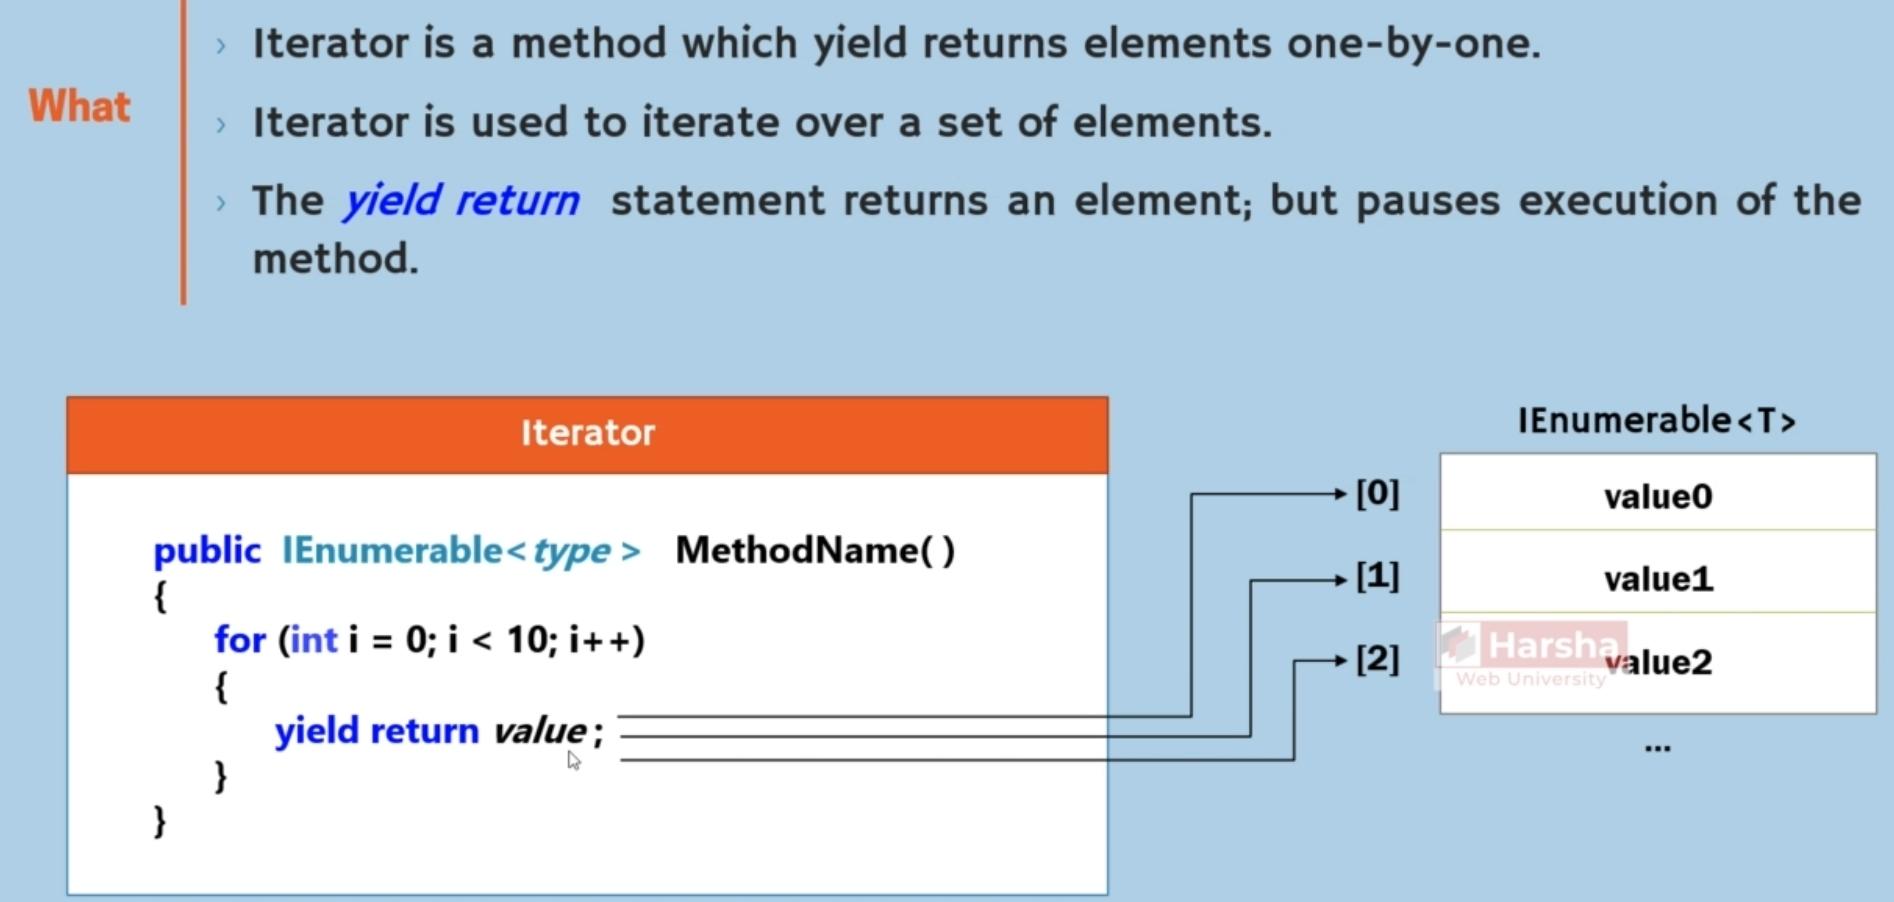 What
› Iterator is a method which yield returns elements one-by-one.
› Iterator is used to iterate over a set of elements.
› The yield return statement returns an element; but pauses execution of the
method.
Iterator
public IEnumerable<type> MethodName( )
{
for (int i = 0; i < 10; i++)
{
yield return value;
}
}
IEnumerable<T>
[0] value0
[1] value1
[2] value2
...
Harsha
Web University